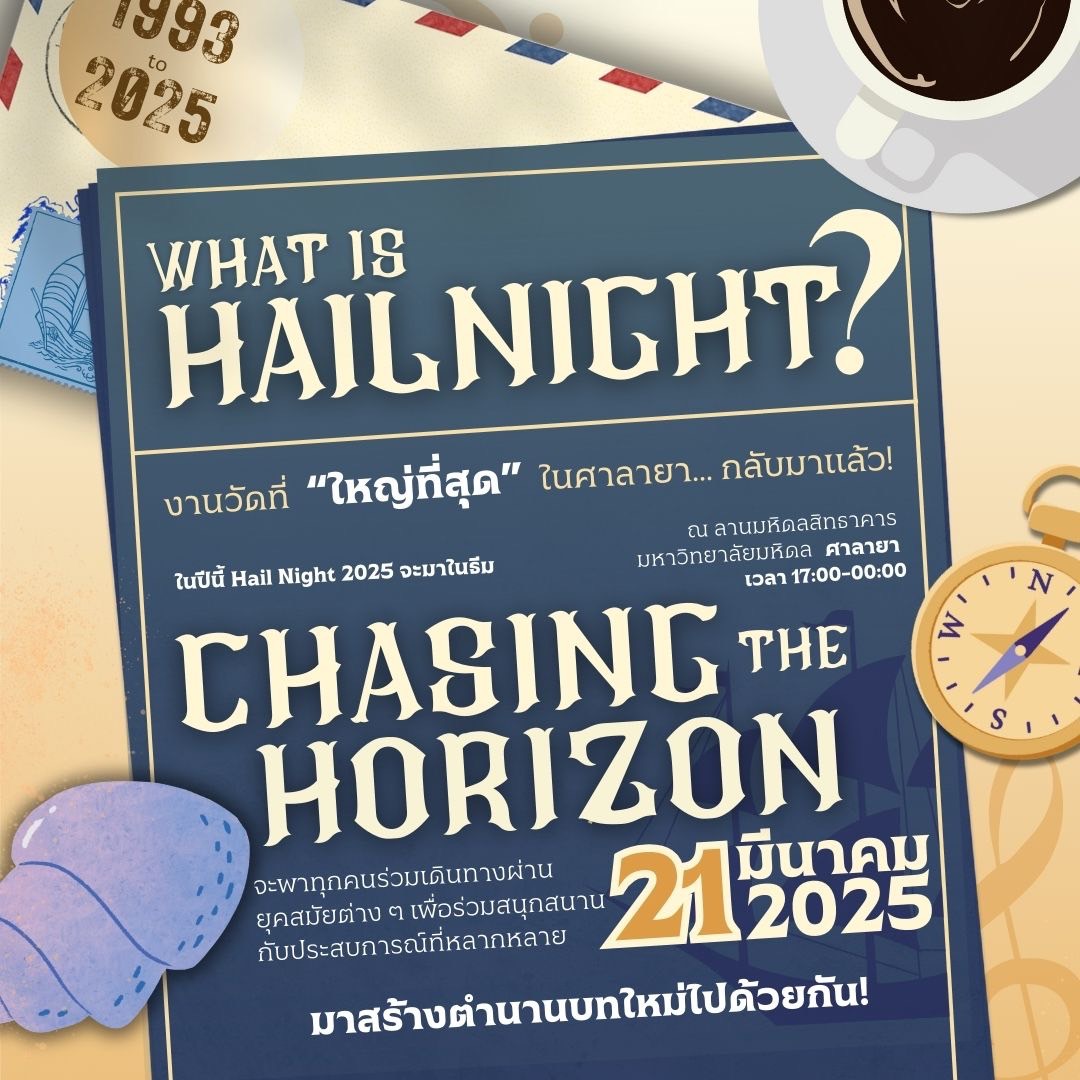 1993
to
2025
WHAT IS
HAILNIGHT?
งานวัดที่ “ใหญ่ที่สุด” ในศาลายา... กลับมาแล้ว!
ณ ลานมหิดลสิทธาคาร
มหาวิทยาลัยมหิดล ศาลายา
เวลา 17:00-00:00
ในปีนี้ Hail Night 2025 จะมาในธีม
CHASING THE
HORIZON
จะพาทุกคนร่วมเดินทางผ่าน
ยุคสมัยต่าง ๆ เพื่อร่วมสนุกสนาน
กับประสบการณ์ที่หลากหลาย
21 มีนาคม
2025
มาสร้างตำนานบทใหม่ไปด้วยกัน!
N
W
S